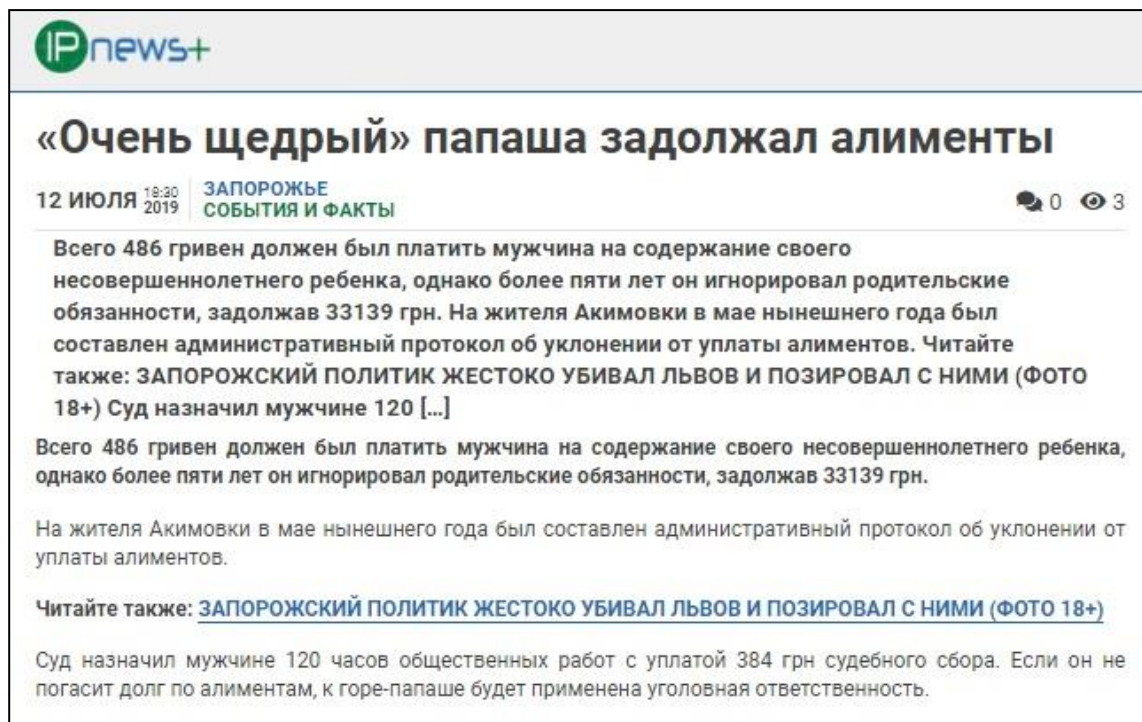 IPnews+
«Очень щедрый» папаша задолжал алименты
12 ИЮЛЯ 18:30 2019 ЗАПОРОЖЬЕ
СОБЫТИЯ И ФАКТЫ
0 3
Всего 486 гривен должен был платить мужчина на содержание своего
несовершеннолетнего ребенка, однако более пяти лет он игнорировал родительские
обязанности, задолжав 33139 грн. На жителя Акимовки в мае нынешнего года был
составлен административный протокол об уклонении от уплаты алиментов. Читайте
также: ЗАПОРОЖСКИЙ ПОЛИТИК ЖЕСТОКО УБИВАЛ ЛЬВОВ И ПОЗИРОВАЛ С НИМИ (ФОТО
18+) Суд назначил мужчине 120 […]
Всего 486 гривен должен был платить мужчина на содержание своего несовершеннолетнего ребенка,
однако более пяти лет он игнорировал родительские обязанности, задолжав 33139 грн.
На жителя Акимовки в мае нынешнего года был составлен административный протокол об уклонении от
уплаты алиментов.
Читайте также: ЗАПОРОЖСКИЙ ПОЛИТИК ЖЕСТОКО УБИВАЛ ЛЬВОВ И ПОЗИРОВАЛ С НИМИ (ФОТО 18+)
Суд назначил мужчине 120 часов общественных работ с уплатой 384 грн судебного сбора. Если он не
погасит долг по алиментам, к горе-папаше будет применена уголовная ответственность.